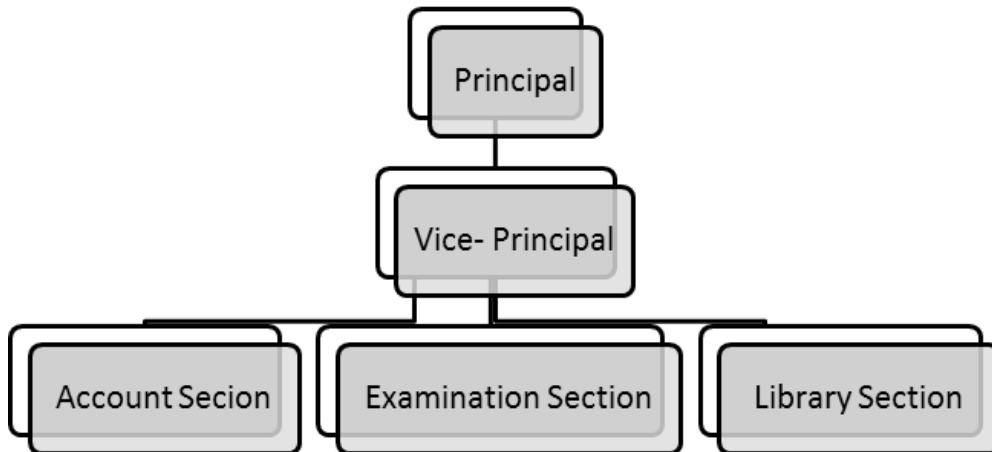 Principal
Vice- Principal
Account Secion
Examination Section
Library Section